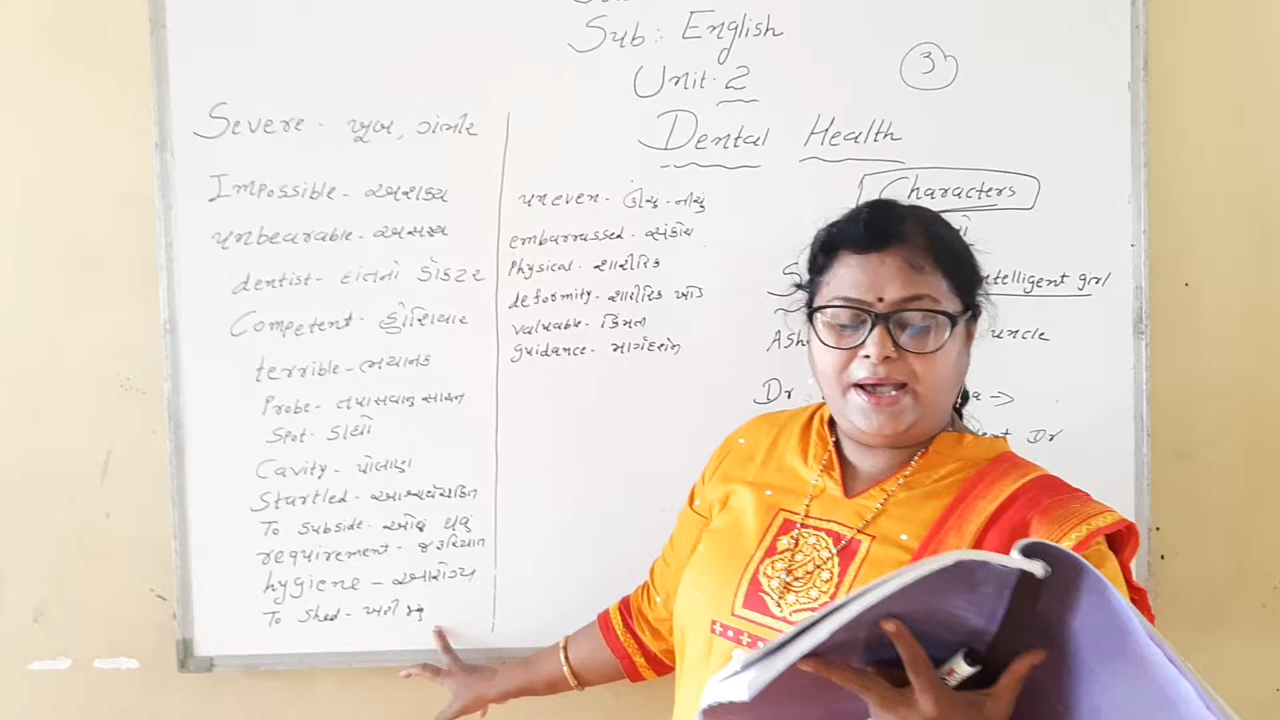 Sub : English
Unit. 2
3
Dental Health
Severe - ખૂબ, ગંભીર
Impossible - અશક્ય
unbearable - અસહ્ય
dentist - દાંતનો ડોકટર
Competent - હોશિયાર
terrible - ભયાનક
Probe - તપાસવાનું સાધન
Spot - ડાઘો
Cavity - પોલાણ
Startled - આશ્ચર્યચકિત
To subside - ઓછું થવું
requirement - જરૂરિયાત
hygiene - આરોગ્ય
To Shed - ખરી
uneven - ઊંચું-નીચું
embarrassed - સંકોચ
Physical - શારીરિક
deformity - શારીરિક ખોડ
valuable - કિંમતી
guidance - માર્ગદર્શન
Characters
intelligent girl
uncle
Dr
Dr